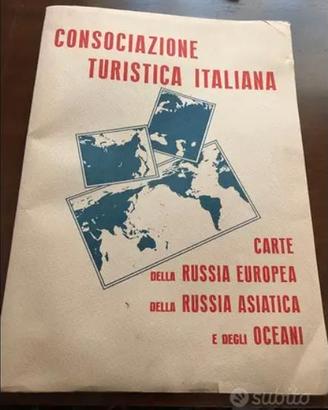 CONSOCIAZIONE
TURISTICA ITALIANA
CARTE
DELLA RUSSIA EUROPEA
DELLA RUSSIA ASIATICA
E DEGLI OCEANI
subito